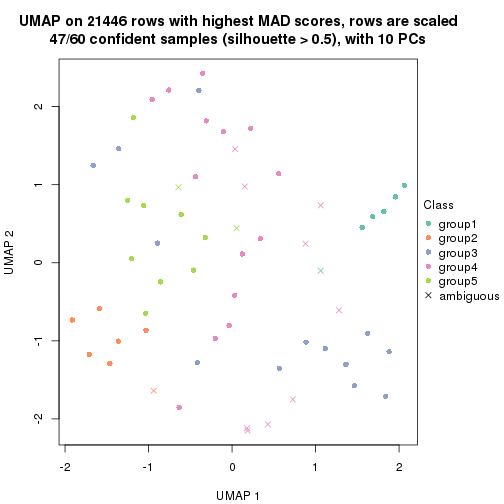 UMAP on 21446 rows with highest MAD scores, rows are scaled
47/60 confident samples (silhouette > 0.5), with 10 PCs
UMAP 2
2
1
0
-1
-2
-2
-1
0
1
2
UMAP 1
Class
group1
group2
group3
group4
group5
ambiguous